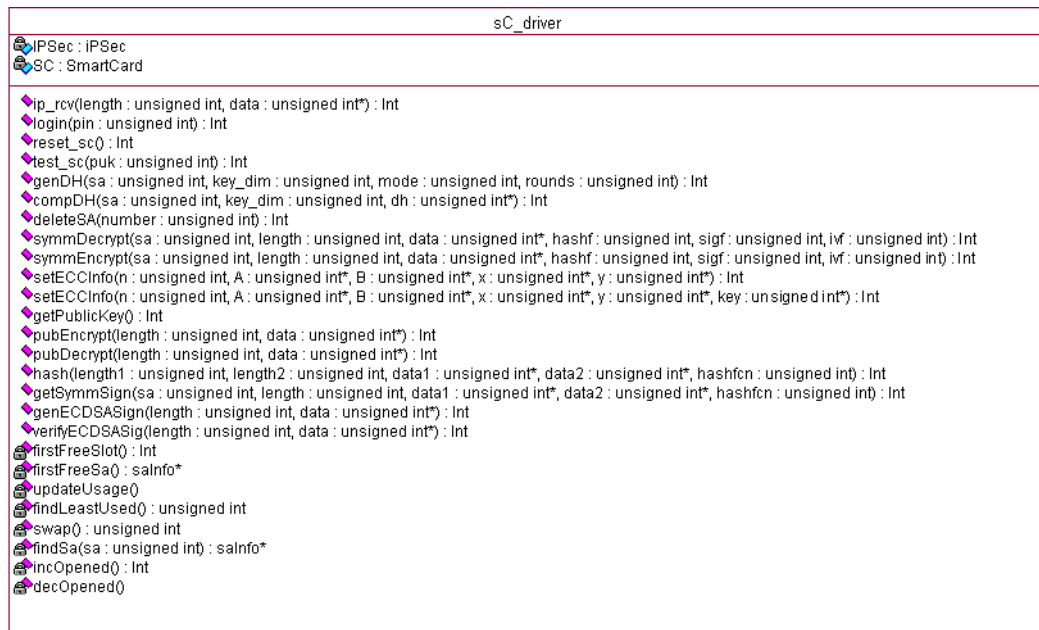 sC_driver
IPSec : iPSec
SC : SmartCard
ip_rcv(length : unsigned int, data : unsigned int*) : Int
login(pin : unsigned int) : Int
reset_sc() : Int
test_sc(puk : unsigned int) : Int
genDH(sa : unsigned int, key_dim : unsigned int, mode : unsigned int, rounds : unsigned int) : Int
compDH(sa : unsigned int, key_dim : unsigned int, dh : unsigned int*) : Int
deleteSA(number : unsigned int) : Int
symmDecrypt(sa : unsigned int, length : unsigned int, data : unsigned int*, hashf : unsigned int, sigf : unsigned int, ivf : unsigned int) : Int
symmEncrypt(sa : unsigned int, length : unsigned int, data : unsigned int*, hashf : unsigned int, sigf : unsigned int, ivf : unsigned int) : Int
setECCInfo(n : unsigned int, A : unsigned int*, B : unsigned int*, x : unsigned int*, y : unsigned int*) : Int
setECCInfo(n : unsigned int, A : unsigned int*, B : unsigned int*, x : unsigned int*, y : unsigned int*, key : unsigned int*) : Int
getPublicKey() : Int
pubEncrypt(length : unsigned int, data : unsigned int*) : Int
pubDecrypt(length : unsigned int, data : unsigned int*) : Int
hash(length1 : unsigned int, length2 : unsigned int, data1 : unsigned int*, data2 : unsigned int*, hashfcn : unsigned int) : Int
getSymmSign(sa : unsigned int, length : unsigned int, data1 : unsigned int*, data2 : unsigned int*, hashfcn : unsigned int) : Int
genECDSASign(length : unsigned int, data : unsigned int*) : Int
verifyECDSASig(length : unsigned int, data : unsigned int*) : Int
firstFreeSlot() : Int
firstFreeSa() : saInfo*
updateUsage()
findLeastUsed() : unsigned int
swap() : unsigned int
findSa(sa : unsigned int) : saInfo*
incOpened() : Int
decOpened()